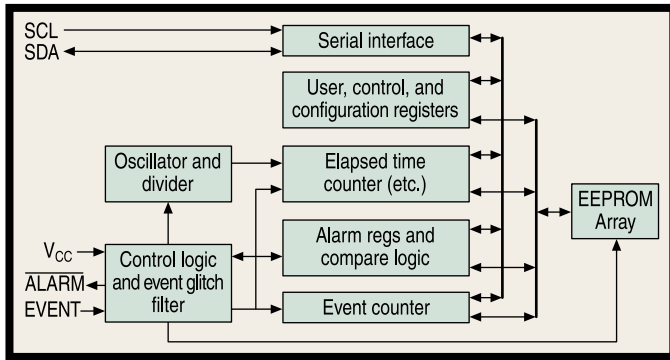 SCL
SDA
Serial interface
User, control, and
configuration registers
Oscillator and
divider
Elapsed time
counter (etc.)
EEPROM
Array
VCC
ALARM
EVENT
Control logic
and event glitch
filter
Alarm regs and
compare logic
Event counter